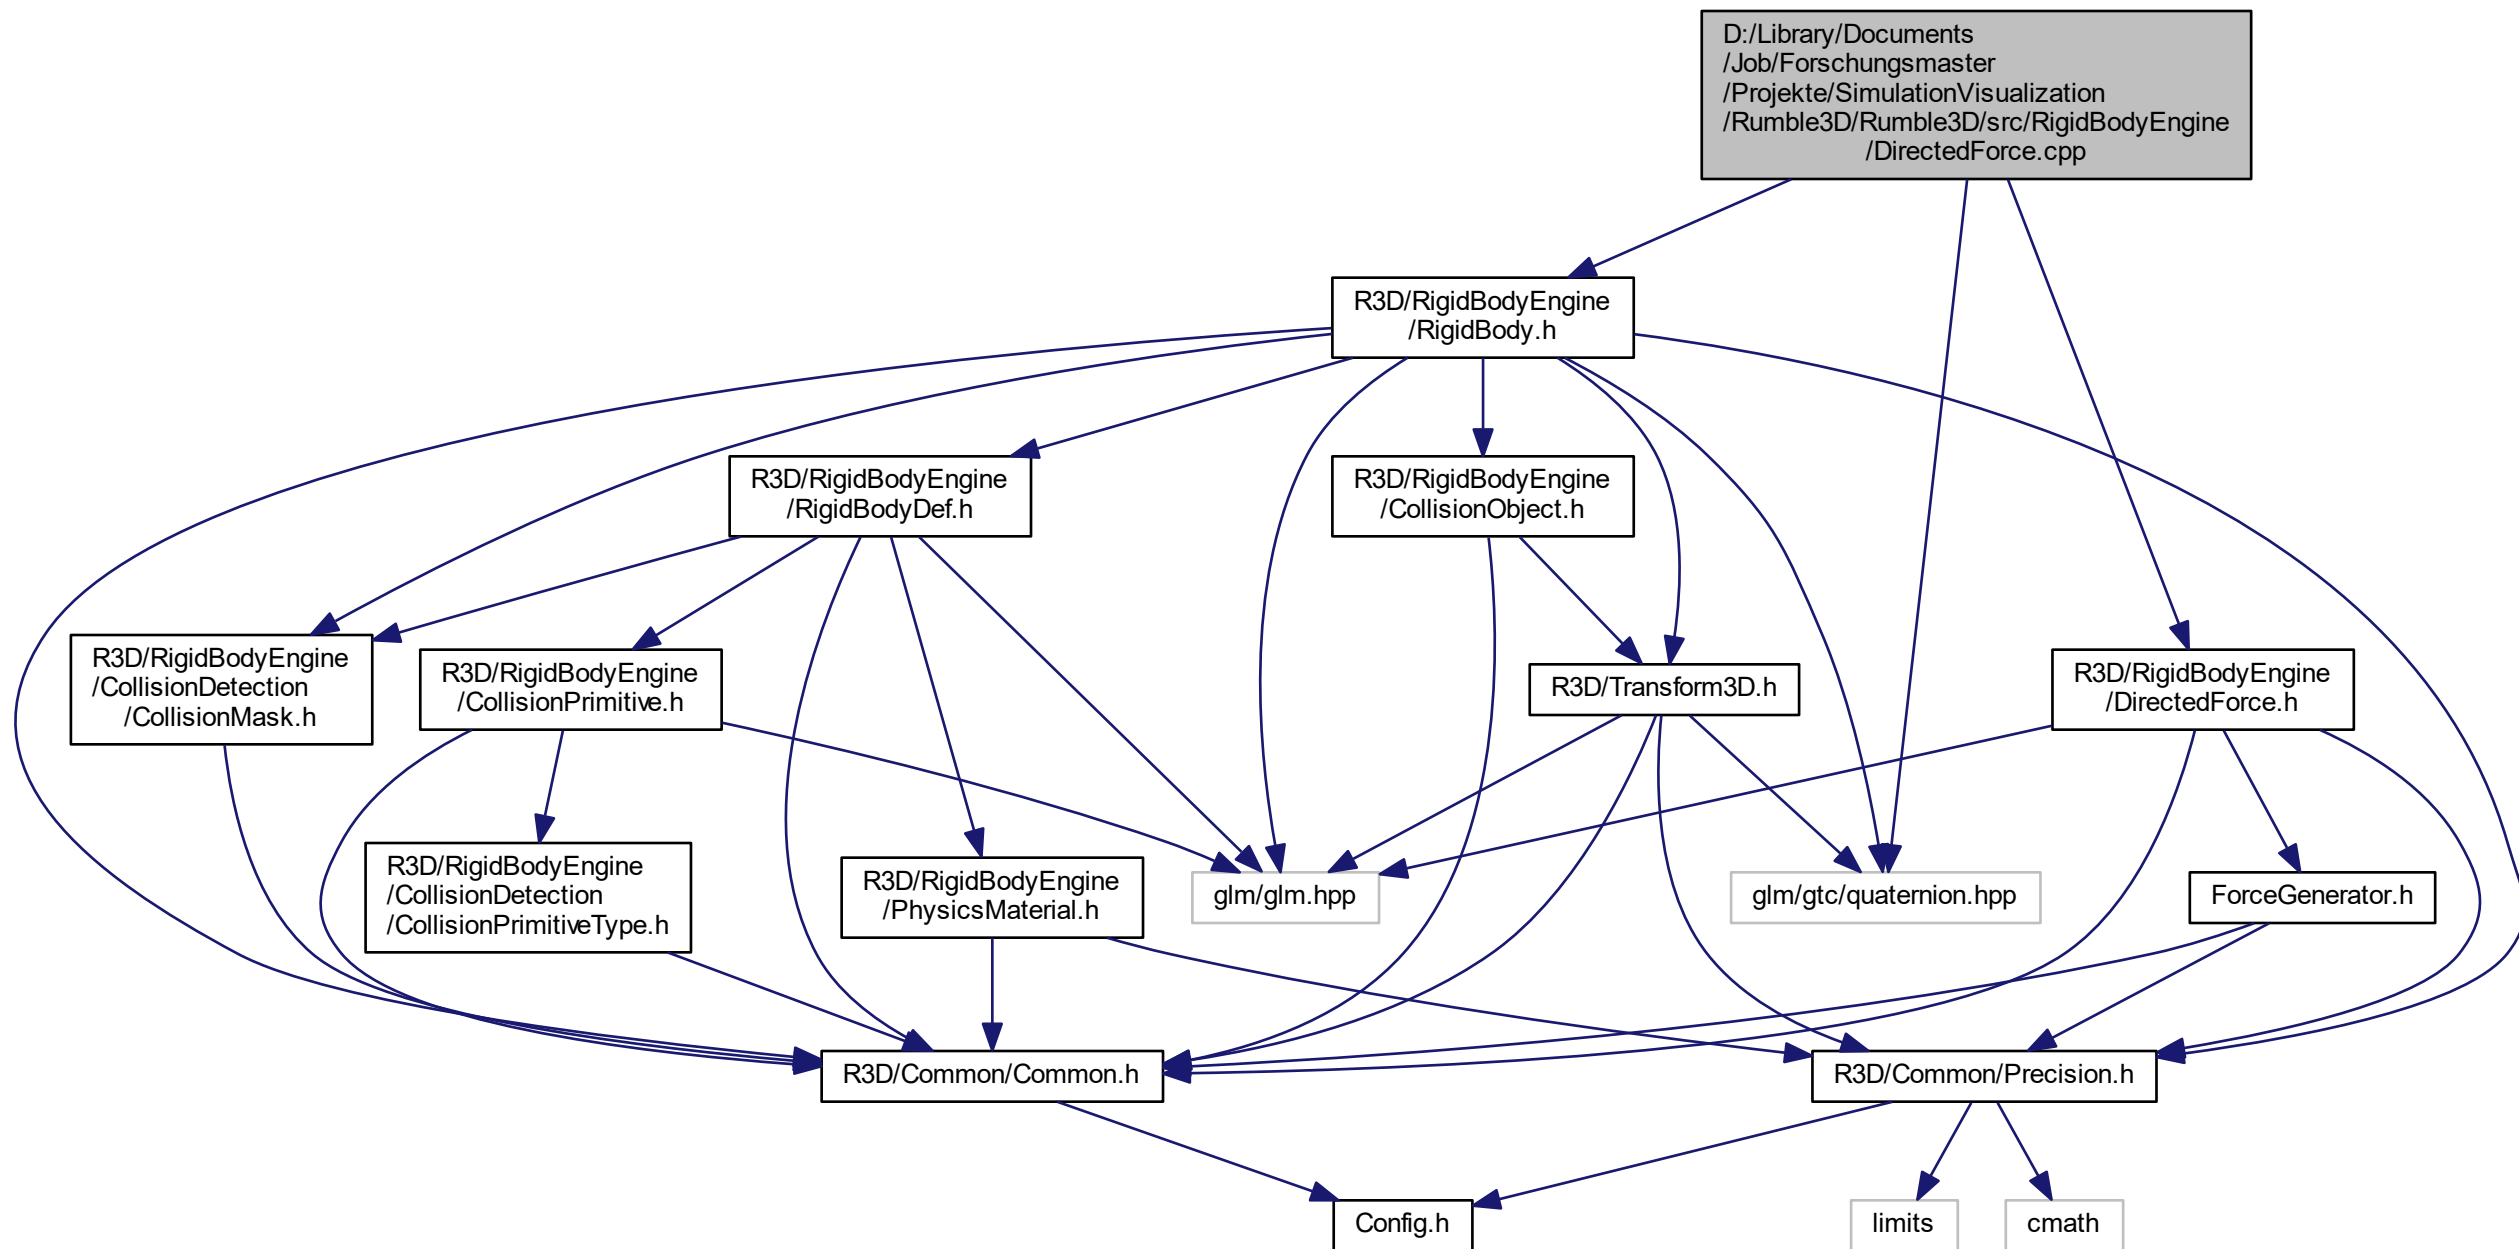 D:/Library/Documents
/Job/Forschungsmaster
/Projekte/SimulationVisualization
/Rumble3D/Rumble3D/src/RigidBodyEngine
/DirectedForce.cpp
R3D/RigidBodyEngine
/RigidBody.h
R3D/RigidBodyEngine
/RigidBodyDef.h
R3D/RigidBodyEngine
/CollisionObject.h
R3D/RigidBodyEngine
/CollisionDetection
/CollisionMask.h
R3D/RigidBodyEngine
/CollisionPrimitive.h
R3D/Transform3D.h
R3D/RigidBodyEngine
/DirectedForce.h
R3D/RigidBodyEngine
/CollisionDetection
/CollisionPrimitiveType.h
R3D/RigidBodyEngine
/PhysicsMaterial.h
glm/glm.hpp
glm/gtc/quaternion.hpp
ForceGenerator.h
R3D/Common/Common.h
R3D/Common/Precision.h
Config.h
limits
cmath